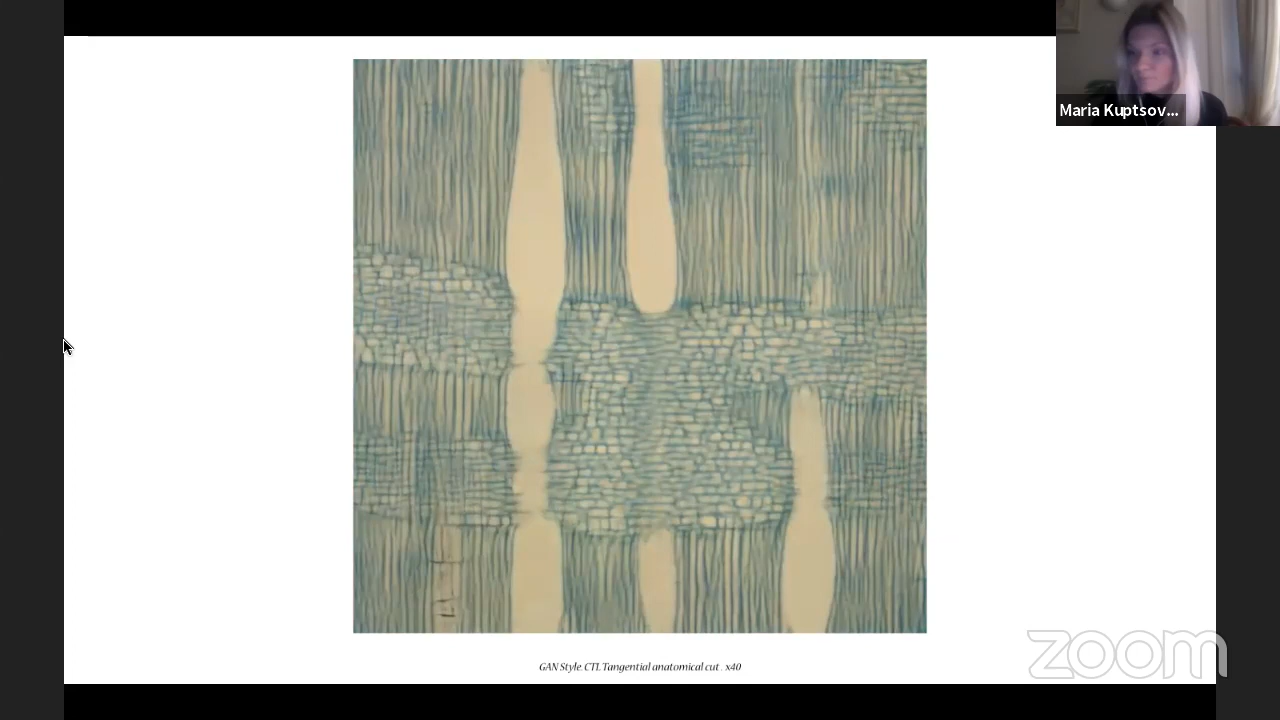 Maria Kuptsov...
GAN Style. CTL Tangential anatomical cut . x40
zoom